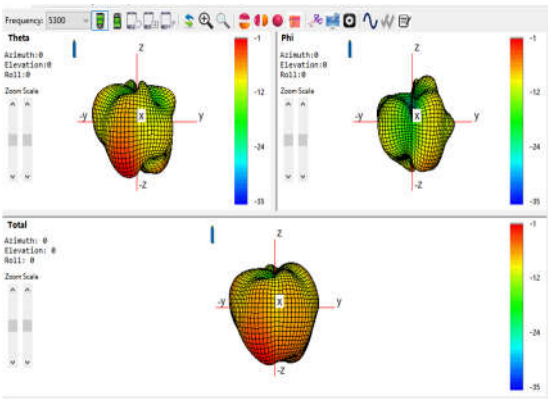 Frequency: 5300
Theta
Azimuth:0
Elevation:0
Roll:0
Zoom Scale
Z
-y
X
y
-Z
-1
-12
-24
-35
Phi
Azimuth:0
Elevation:0
Roll:0
Zoom Scale
Z
-y
X
y
-Z
-1
-12
-24
-35
Total
Azimuth: 0
Elevation: 0
Roll: 0
Zoom Scale
Z
-y
X
y
-Z
-1
-12
-24
-35